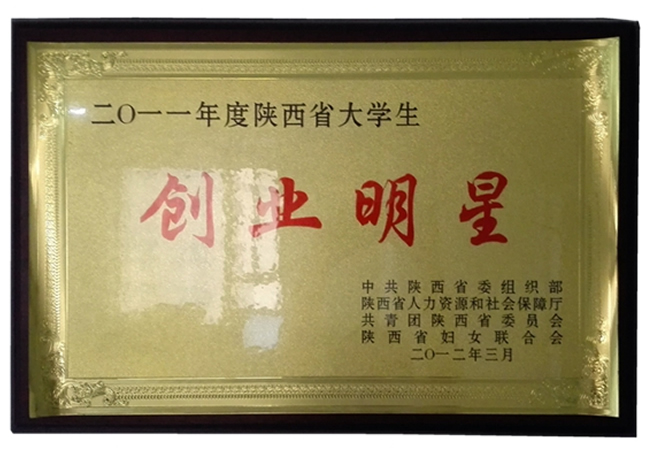 二〇一一年度陕西省大学生
创业明星
中共陕西省委组织部
陕西省人力资源和社会保障厅
共青团陕西省委员会
陕西省妇女联合会
二〇一二年三月